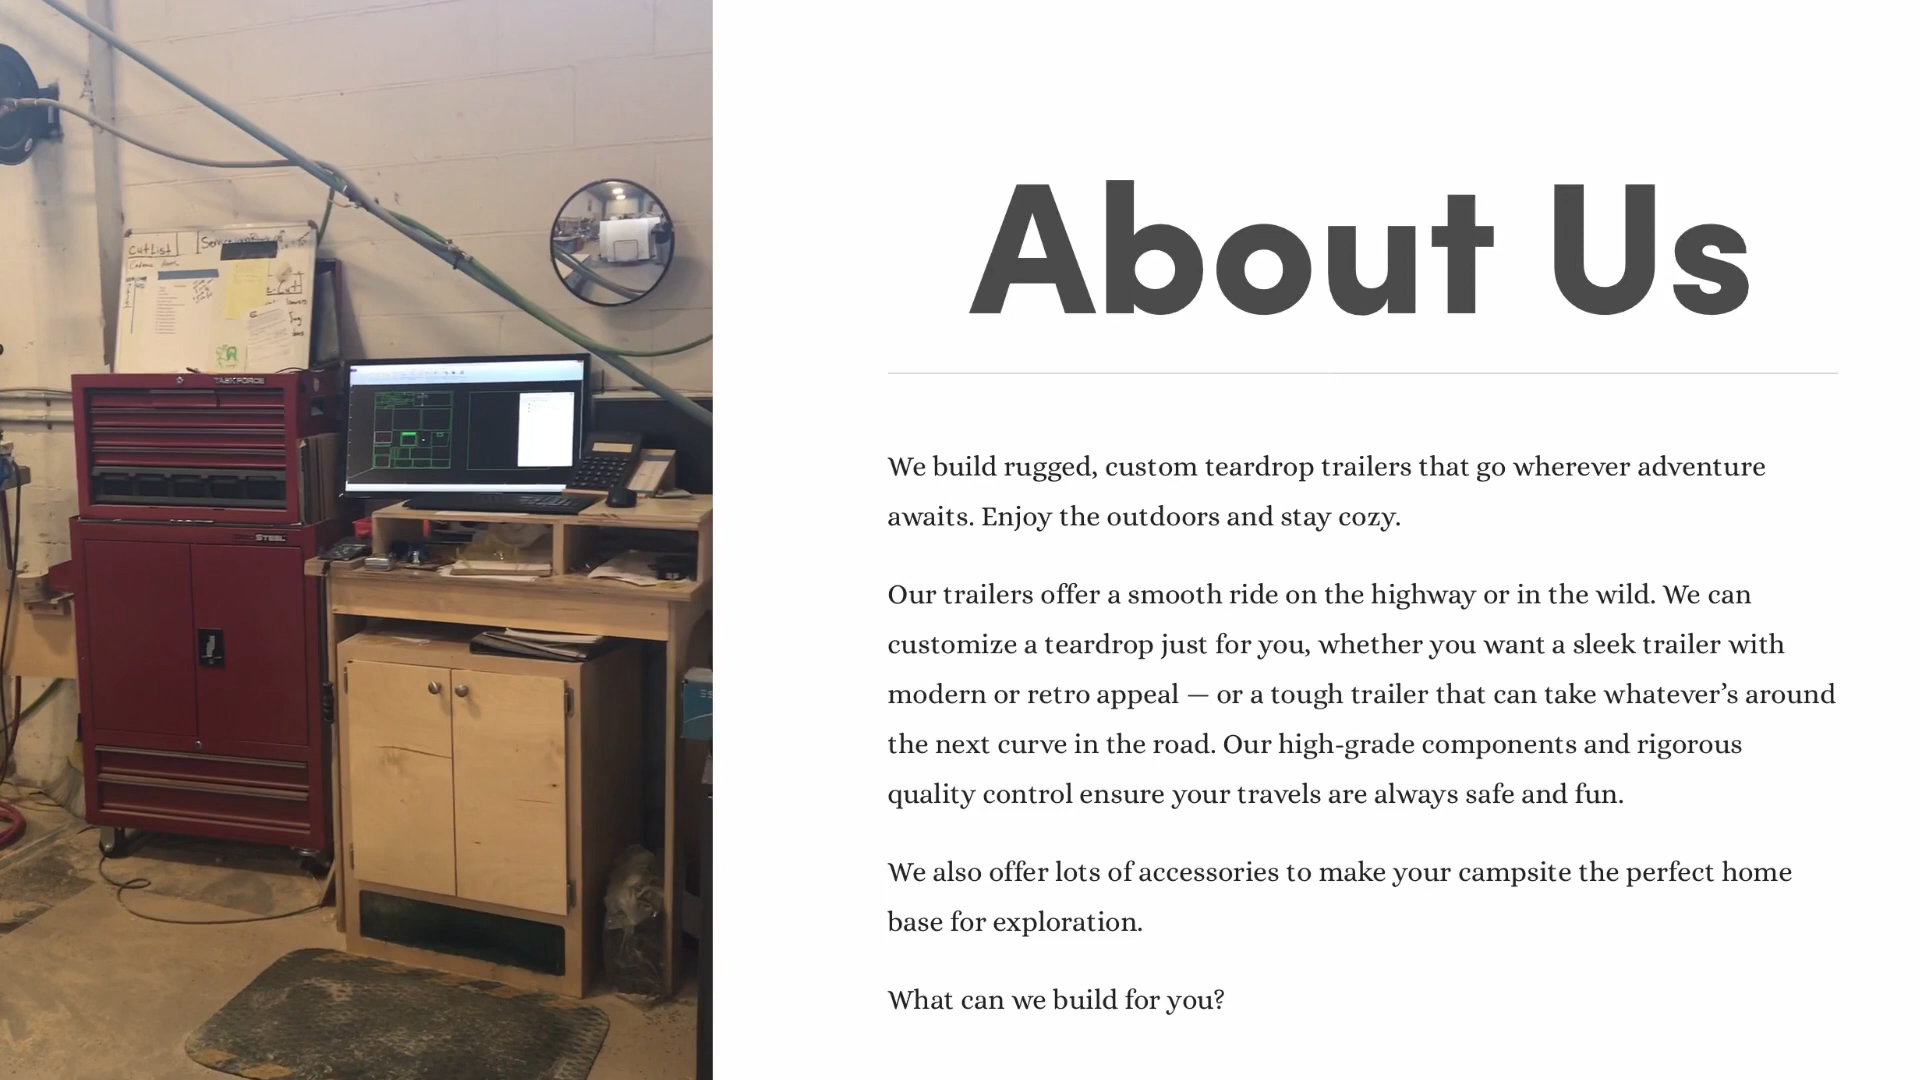 Cut List
TASK FORCE
STEEL
About Us
We build rugged, custom teardrop trailers that go wherever adventure
awaits. Enjoy the outdoors and stay cozy.
Our trailers offer a smooth ride on the highway or in the wild. We can
customize a teardrop just for you, whether you want a sleek trailer with
modern or retro appeal — or a tough trailer that can take whatever’s around
the next curve in the road. Our high-grade components and rigorous
quality control ensure your travels are always safe and fun.
We also offer lots of accessories to make your campsite the perfect home
base for exploration.
What can we build for you?